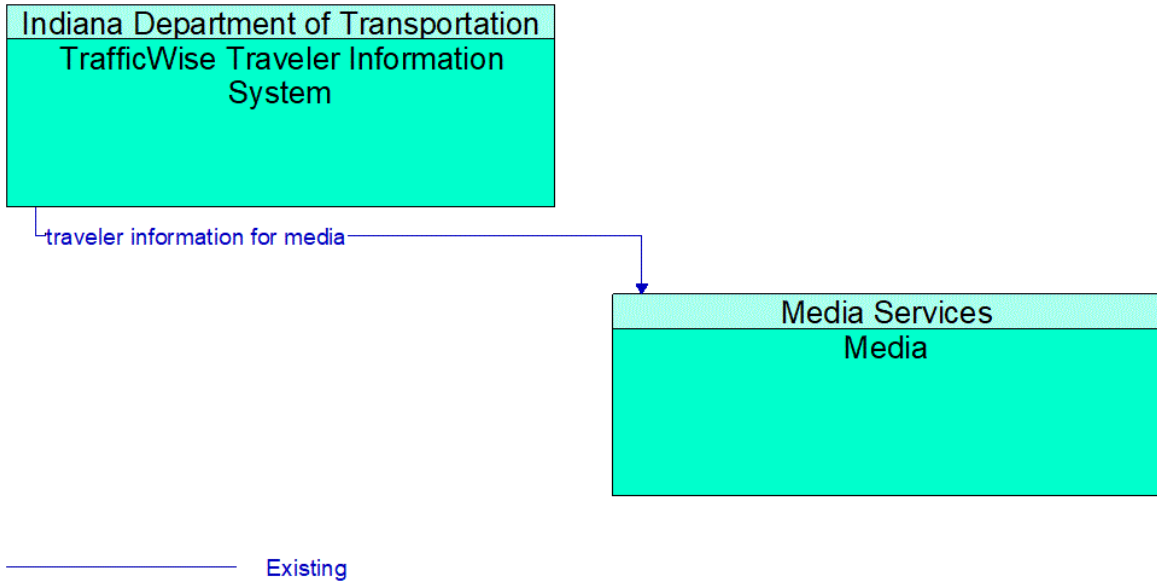 Indiana Department of Transportation
TrafficWise Traveler Information
System
traveler information for media
Media Services
Media
Existing